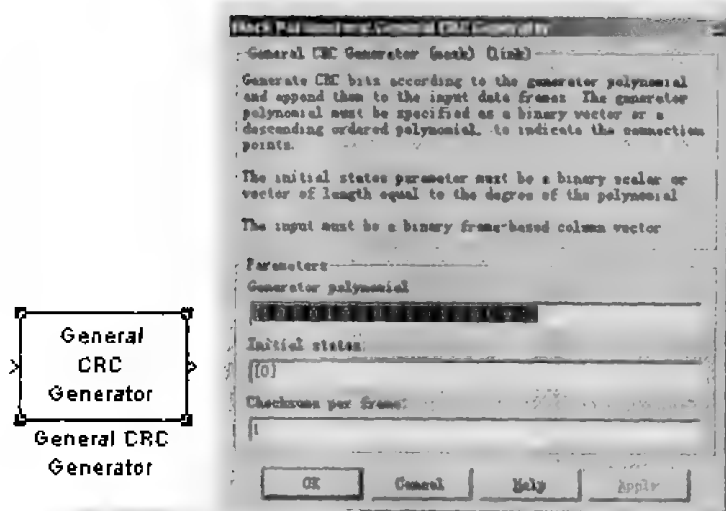 General CRC Generator (mask) (link)
Generate CRC bits according to the generator polynomial
and append them to the input data frames. The generator
polynomial must be specified as a binary vector or a
descending ordered polynomial, to indicate the connection
points.
The initial states parameter must be a binary scalar or
vector of length equal to the degree of the polynomial
The input must be a binary frame-based column vector
Parameters
Generator polynomial
Initial states:
[0]
Checksums per frame:
1
OK
Cancel
Help
Apply
General
CRC
Generator
General CRC
Generator